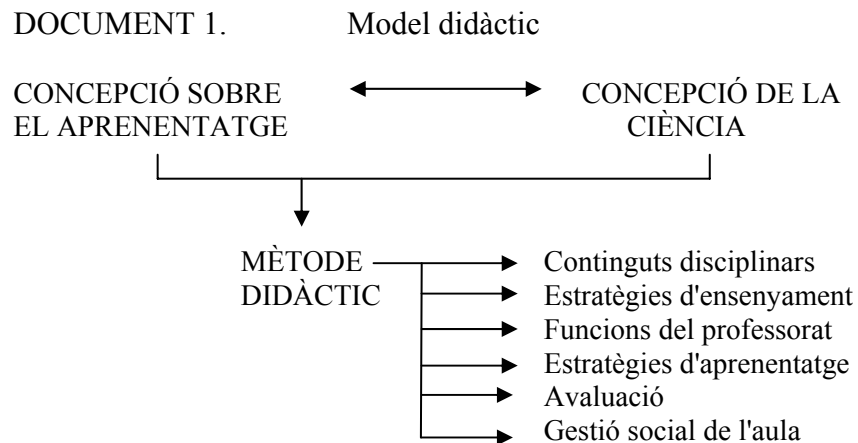 DOCUMENT 1. Model didàctic
CONCEPCIÓ SOBRE
EL APRENENTATGE
CONCEPCIÓ DE LA
CIÈNCIA
MÈTODE
DIDÀCTIC
Continguts disciplinars
Estratègies d'ensenyament
Funcions del professorat
Estratègies d'aprenentatge
Avaluació
Gestió social de l'aula